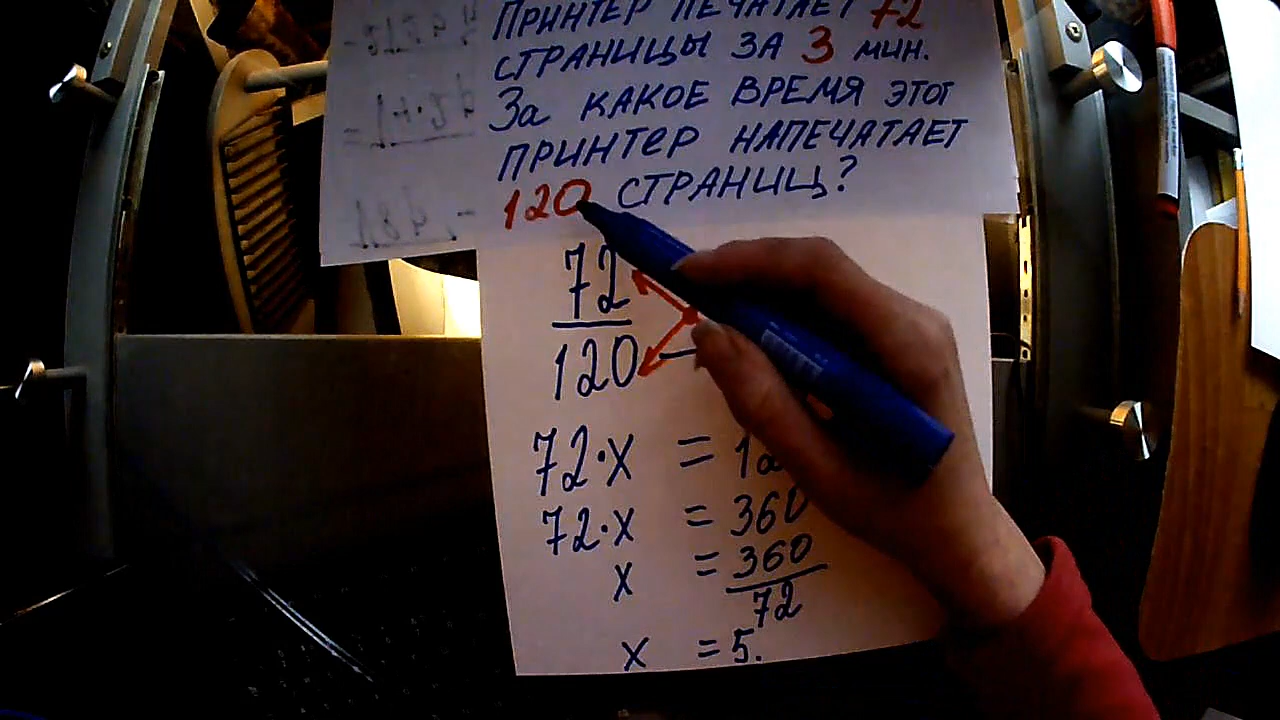 ПРИНТЕР ПЕЧАТАЕТ 72
СТРАНИЦЫ ЗА 3 МИН.
За КАКОЕ ВРЕМЯ ЭТОТ
ПРИНТЕР НАПЕЧАТАЕТ
120 СТРАНИЦ?
72
120
72·x = 12
72·x = 360
x = 360
72
x = 5.